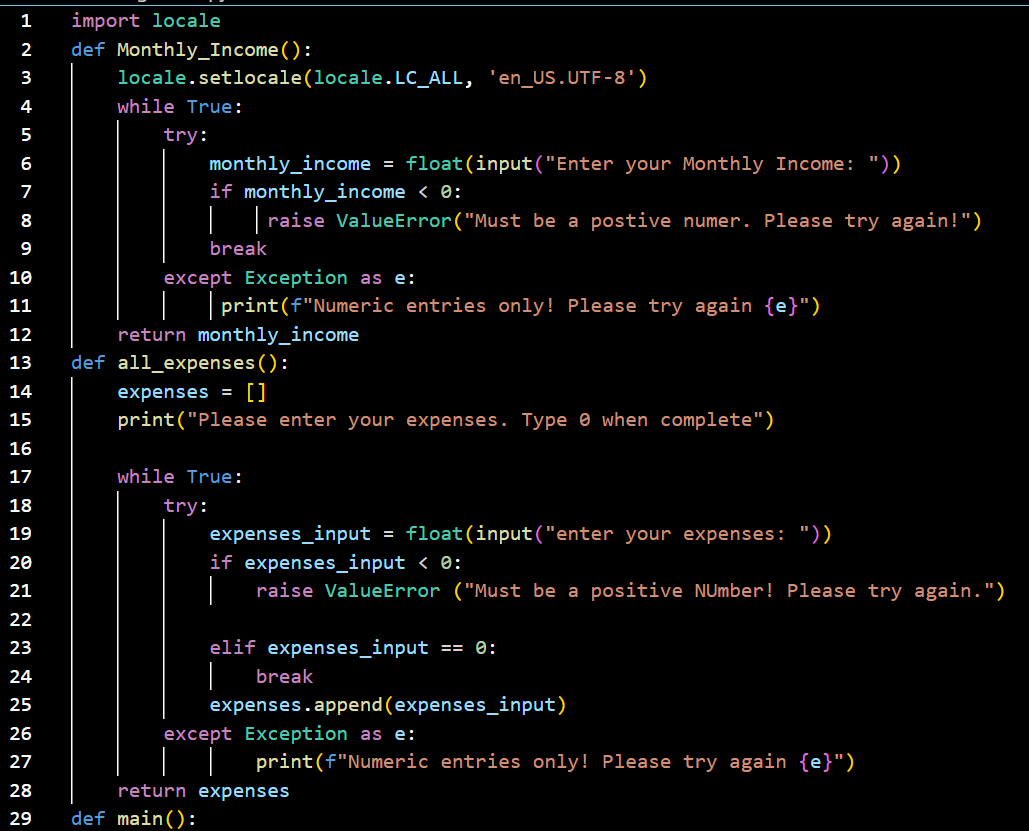 1 import locale
2 def Monthly_Income():
3     locale.setlocale(locale.LC_ALL, 'en_US.UTF-8')
4     while True:
5         try:
6             monthly_income = float(input("Enter your Monthly Income: "))
7             if monthly_income < 0:
8                  raise ValueError("Must be a postive numer. Please try again!")
9             break
10         except Exception as e:
11              print(f"Numeric entries only! Please try again {e}")
12     return monthly_income
13 def all_expenses():
14     expenses = []
15     print("Please enter your expenses. Type 0 when complete")
16
17     while True:
18         try:
19             expenses_input = float(input("enter your expenses: "))
20             if expenses_input < 0:
21                 raise ValueError ("Must be a positive NUmber! Please try again.")
22
23             elif expenses_input == 0:
24                 break
25             expenses.append(expenses_input)
26         except Exception as e:
27                 print(f"Numeric entries only! Please try again {e}")
28     return expenses
29 def main():